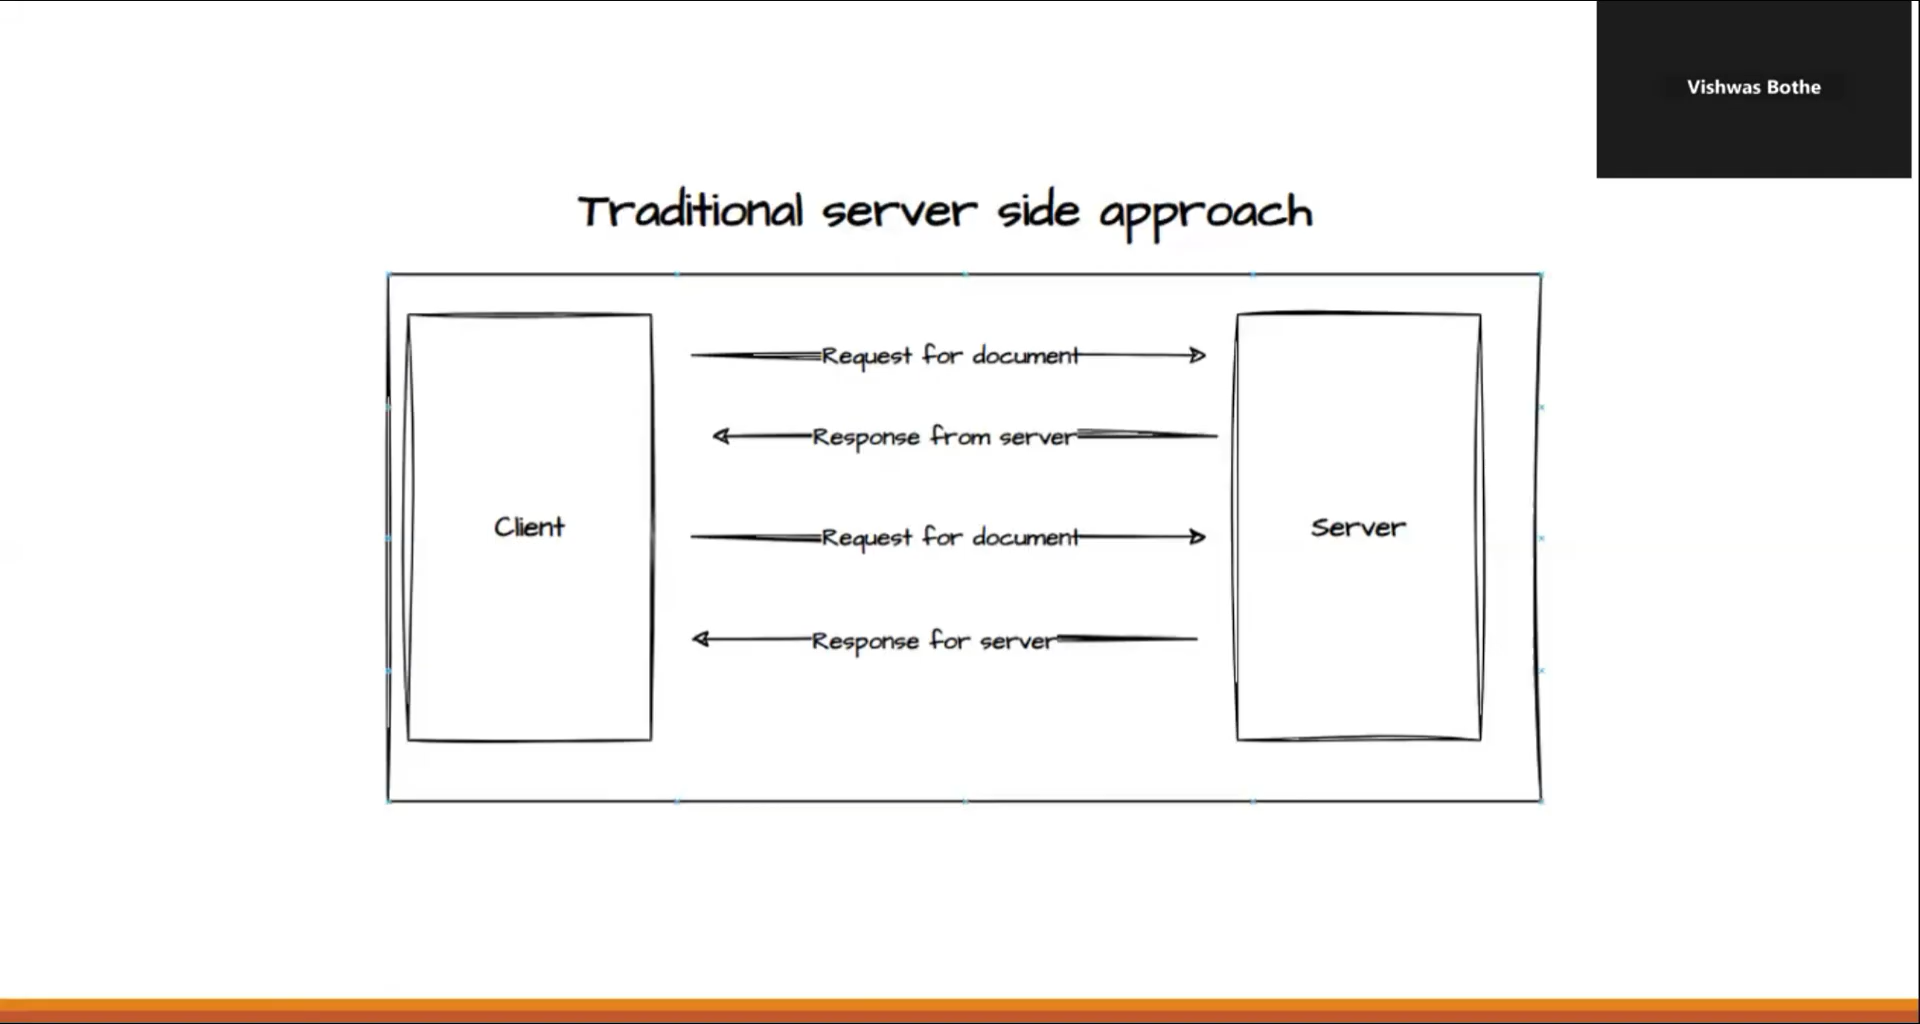 Vishwas Bothe
Traditional server side approach
Request for document
Response from server
Client
Server
Request for document
Response for server